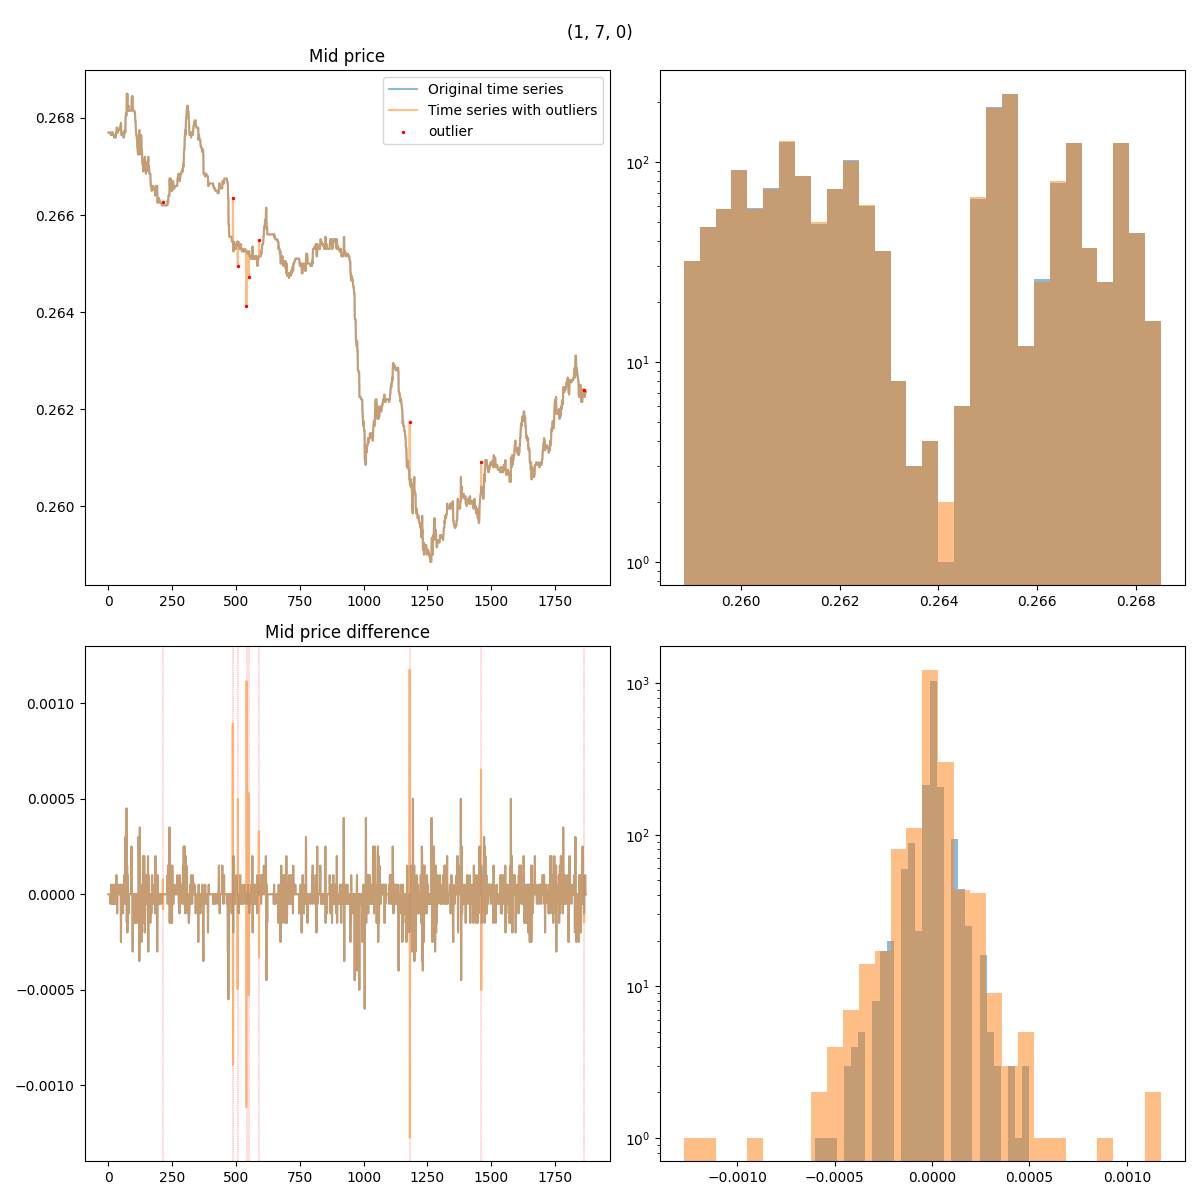 (1, 7, 0)
Mid price
Original time series
Time series with outliers
outlier
0.268
0.266
0.264
0.262
0.260
0 250 500 750 1000 1250 1500 1750
10²
10¹
10⁰
0.260 0.262 0.264 0.266 0.268
Mid price difference
0.0010
0.0005
0.0000
−0.0005
−0.0010
0 250 500 750 1000 1250 1500 1750
10³
10²
10¹
10⁰
−0.0010 −0.0005 0.0000 0.0005 0.0010